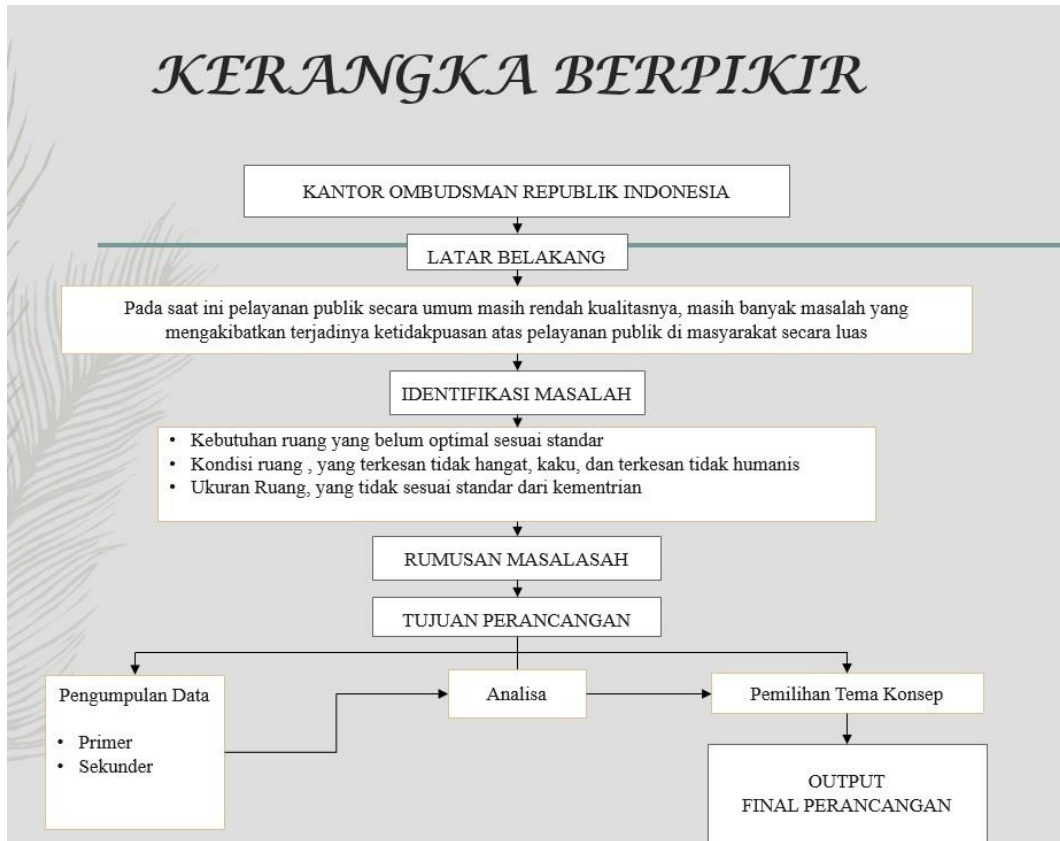 KERANGKA BERPIKIR
KANTOR OMBUDSMAN REPUBLIK INDONESIA
LATAR BELAKANG
Pada saat ini pelayanan publik secara umum masih rendah kualitasnya, masih banyak masalah yang
mengakibatkan terjadinya ketidakpuasan atas pelayanan publik di masyarakat secara luas
IDENTIFIKASI MASALAH
• Kebutuhan ruang yang belum optimal sesuai standar
• Kondisi ruang , yang terkesan tidak hangat, kaku, dan terkesan tidak humanis
• Ukuran Ruang, yang tidak sesuai standar dari kementrian
RUMUSAN MASALASAH
TUJUAN PERANCANGAN
Pengumpulan Data
• Primer
• Sekunder
Analisa
Pemilihan Tema Konsep
OUTPUT
FINAL PERANCANGAN